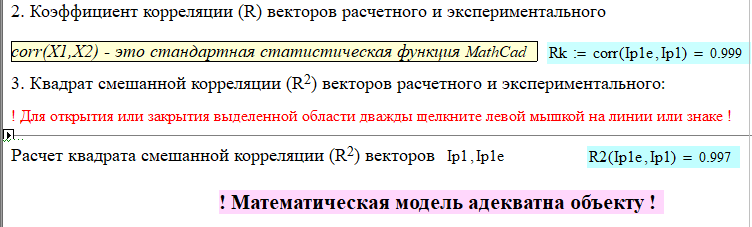 2. Коэффициент корреляции (R) векторов расчетного и экспериментального
corr(X1,X2) - это стандартная статистическая функция MathCad Rk := corr(Ip1e,Ip1) = 0.999
3. Квадрат смешанной корреляции (R²) векторов расчетного и экспериментального:
! Для открытия или закрытия выделенной области дважды щелкните левой мышкой на линии или знаке !
Расчет квадрата смешанной корреляции (R²) векторов Ip1,Ip1e R2(Ip1e,Ip1) = 0.997
! Математическая модель адекватна объекту !